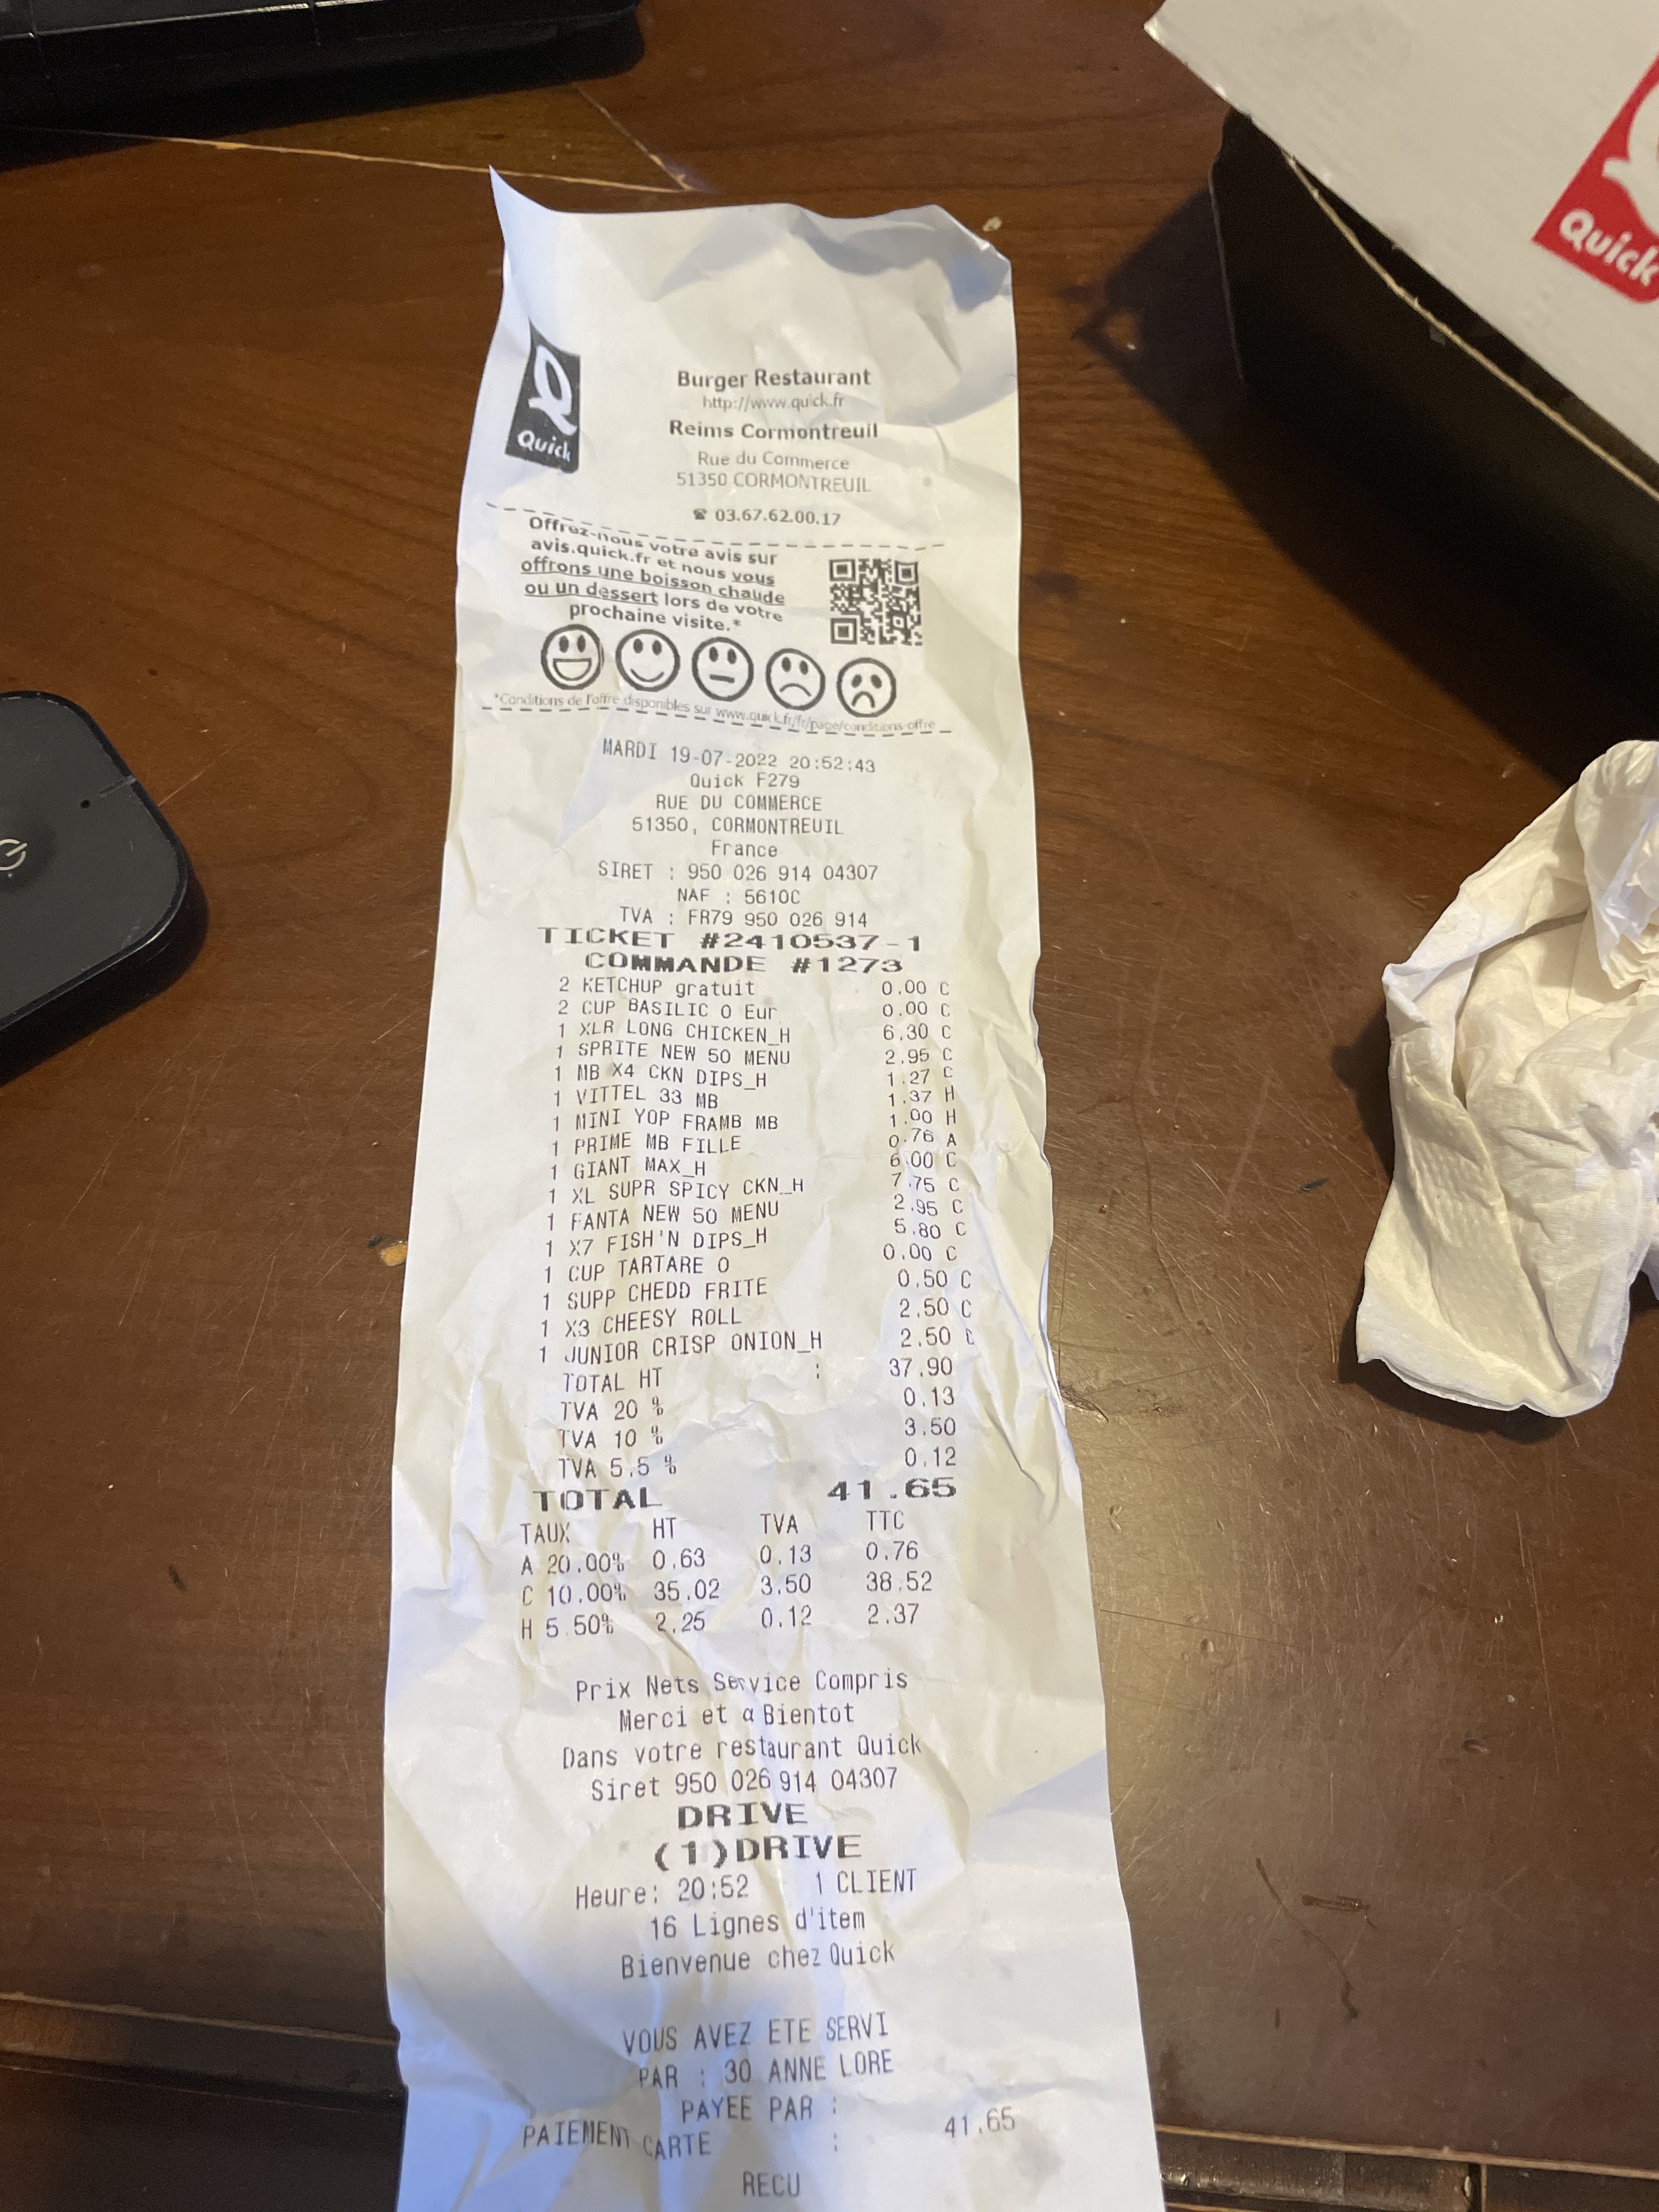 Quick
Quick
Burger Restaurant
http://www.quick.fr
Reims Cormontreuil
Rue du Commerce
51350 CORMONTREUIL
☎ 03.67.62.00.17
Offrez-nous votre avis sur
avis.quick.fr et nous vous
offrons une boisson chaude
ou un dessert lors de votre
prochaine visite.*
*Conditions de l'offre disponibles sur www.quick.fr/fr/page/conditions-offre
MARDI 19-07-2022 20:52:43
Quick F279
RUE DU COMMERCE
51350, CORMONTREUIL
France
SIRET : 950 026 914 04307
NAF : 5610C
TVA : FR79 950 026 914
TICKET #2410537-1
COMMANDE #1273
2 KETCHUP gratuit 0.00 C
2 CUP BASILIC 0 Eur 0.00 C
1 XLR LONG CHICKEN_H 6.30 C
1 SPRITE NEW 50 MENU 2.95 C
1 MB X4 CKN DIPS_H 1.27 C
1 VITTEL 33 MB 1.37 H
1 MINI YOP FRAMB MB 1.00 H
1 PRIME MB FILLE 0.76 A
1 GIANT MAX_H 6.00 C
1 XL SUPR SPICY CKN_H 7.75 C
1 FANTA NEW 50 MENU 2.95 C
1 X7 FISH'N DIPS_H 5.80 C
1 CUP TARTARE 0 0.00 C
1 SUPP CHEDD FRITE 0.50 C
1 X3 CHEESY ROLL 2.50 C
1 JUNIOR CRISP ONION_H 2.50 C
TOTAL HT : 37.90
TVA 20 % 0.13
TVA 10 % 3.50
TVA 5.5 % 0.12
TOTAL 41.65
TAUX HT TVA TTC
A 20.00% 0.63 0.13 0.76
C 10.00% 35.02 3.50 38.52
H 5.50% 2.25 0.12 2.37
Prix Nets Service Compris
Merci et a Bientot
Dans votre restaurant Quick
Siret 950 026 914 04307
DRIVE
(1)DRIVE
Heure: 20:52 1 CLIENT
16 Lignes d'item
Bienvenue chez Quick
VOUS AVEZ ETE SERVI
PAR : 30 ANNE LORE
PAYEE PAR :
PAIEMENT CARTE : 41.65
RECU